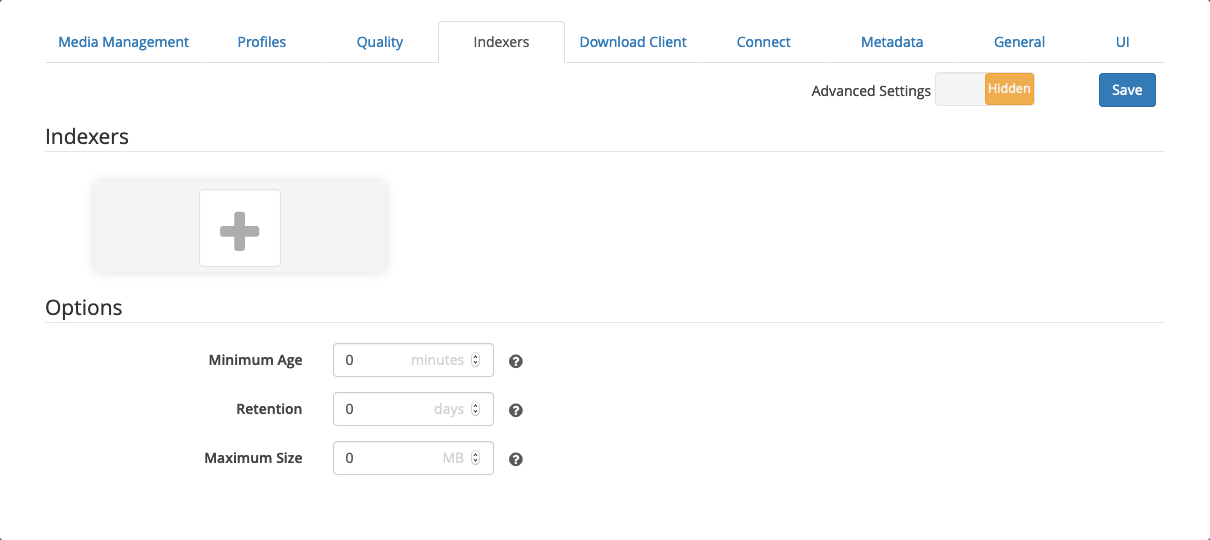 Media Management Profiles Quality Indexers Download Client Connect Metadata General UI
Advanced Settings Hidden Save
Indexers
Options
Minimum Age 0 minutes
Retention 0 days
Maximum Size 0 MB